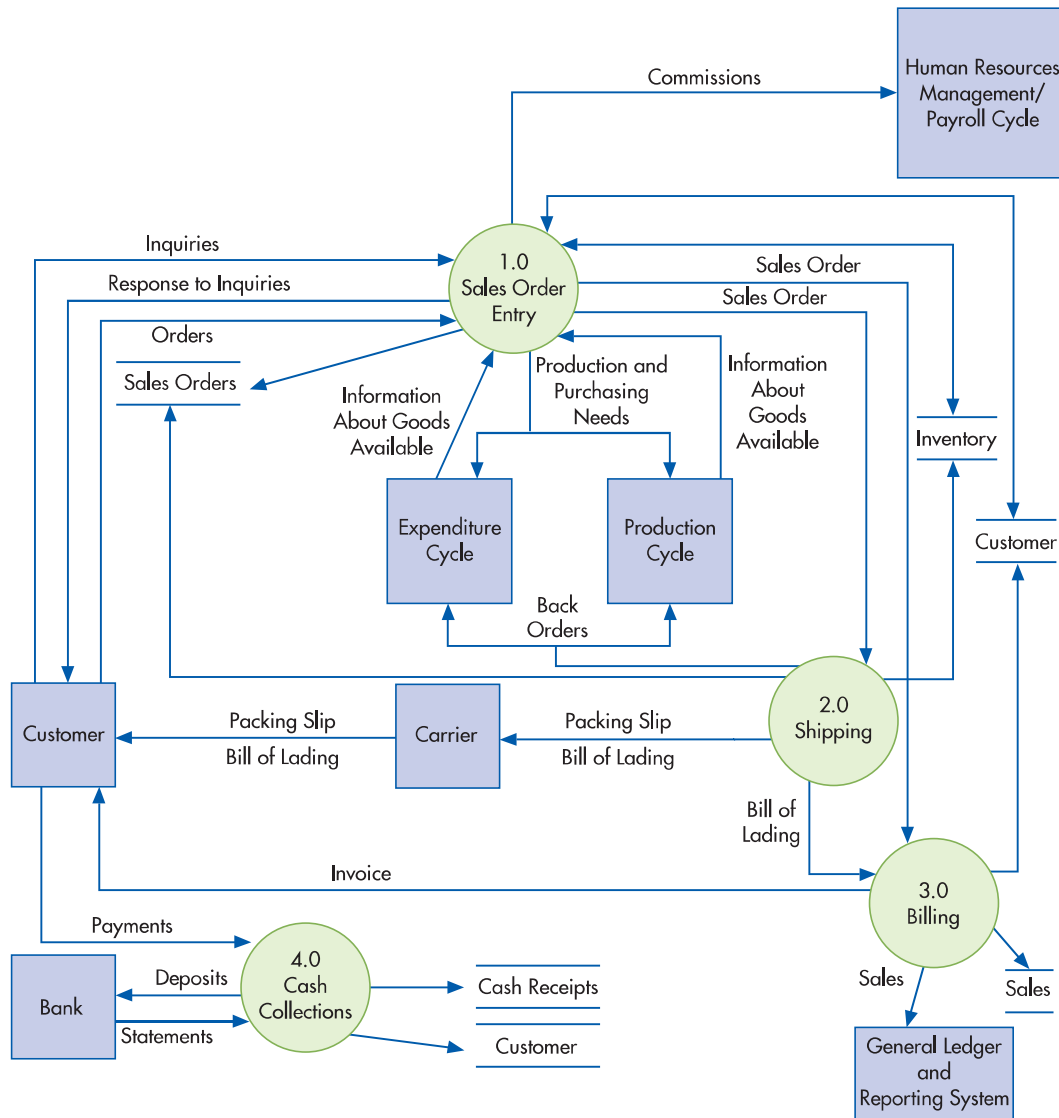 Commissions
Human Resources
Management/
Payroll Cycle
Inquiries
1.0
Sales Order
Entry
Sales Order
Response to Inquiries
Sales Order
Orders
Sales Orders
Information
About Goods
Available
Production and
Purchasing
Needs
Information
About
Goods
Available
Inventory
Expenditure
Cycle
Production
Cycle
Customer
Back
Orders
Customer
Packing Slip
Bill of Lading
Carrier
Packing Slip
Bill of Lading
2.0
Shipping
Bill of
Lading
Invoice
3.0
Billing
Payments
4.0
Cash
Collections
Deposits
Bank
Statements
Cash Receipts
Customer
Sales
Sales
General Ledger
and
Reporting System